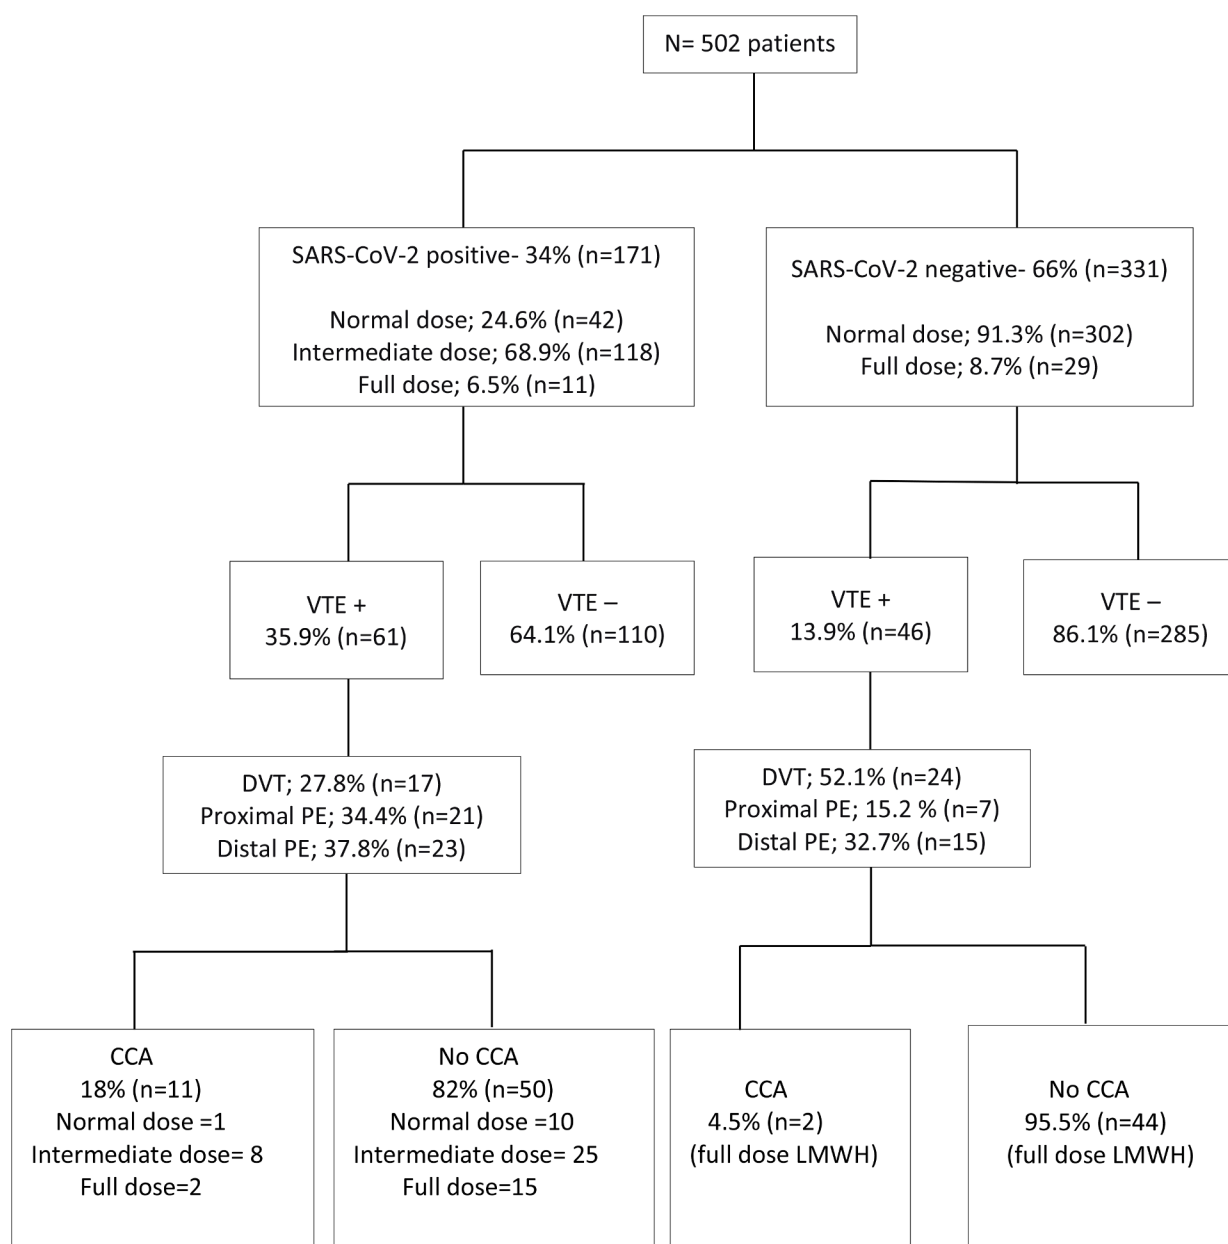 N= 502 patients
SARS-CoV-2 positive- 34% (n=171)
Normal dose; 24.6% (n=42)
Intermediate dose; 68.9% (n=118)
Full dose; 6.5% (n=11)
SARS-CoV-2 negative- 66% (n=331)
Normal dose; 91.3% (n=302)
Full dose; 8.7% (n=29)
VTE +
35.9% (n=61)
VTE –
64.1% (n=110)
VTE +
13.9% (n=46)
VTE –
86.1% (n=285)
DVT; 27.8% (n=17)
Proximal PE; 34.4% (n=21)
Distal PE; 37.8% (n=23)
DVT; 52.1% (n=24)
Proximal PE; 15.2 % (n=7)
Distal PE; 32.7% (n=15)
CCA
18% (n=11)
Normal dose =1
Intermediate dose= 8
Full dose=2
No CCA
82% (n=50)
Normal dose =10
Intermediate dose= 25
Full dose=15
CCA
4.5% (n=2)
(full dose LMWH)
No CCA
95.5% (n=44)
(full dose LMWH)